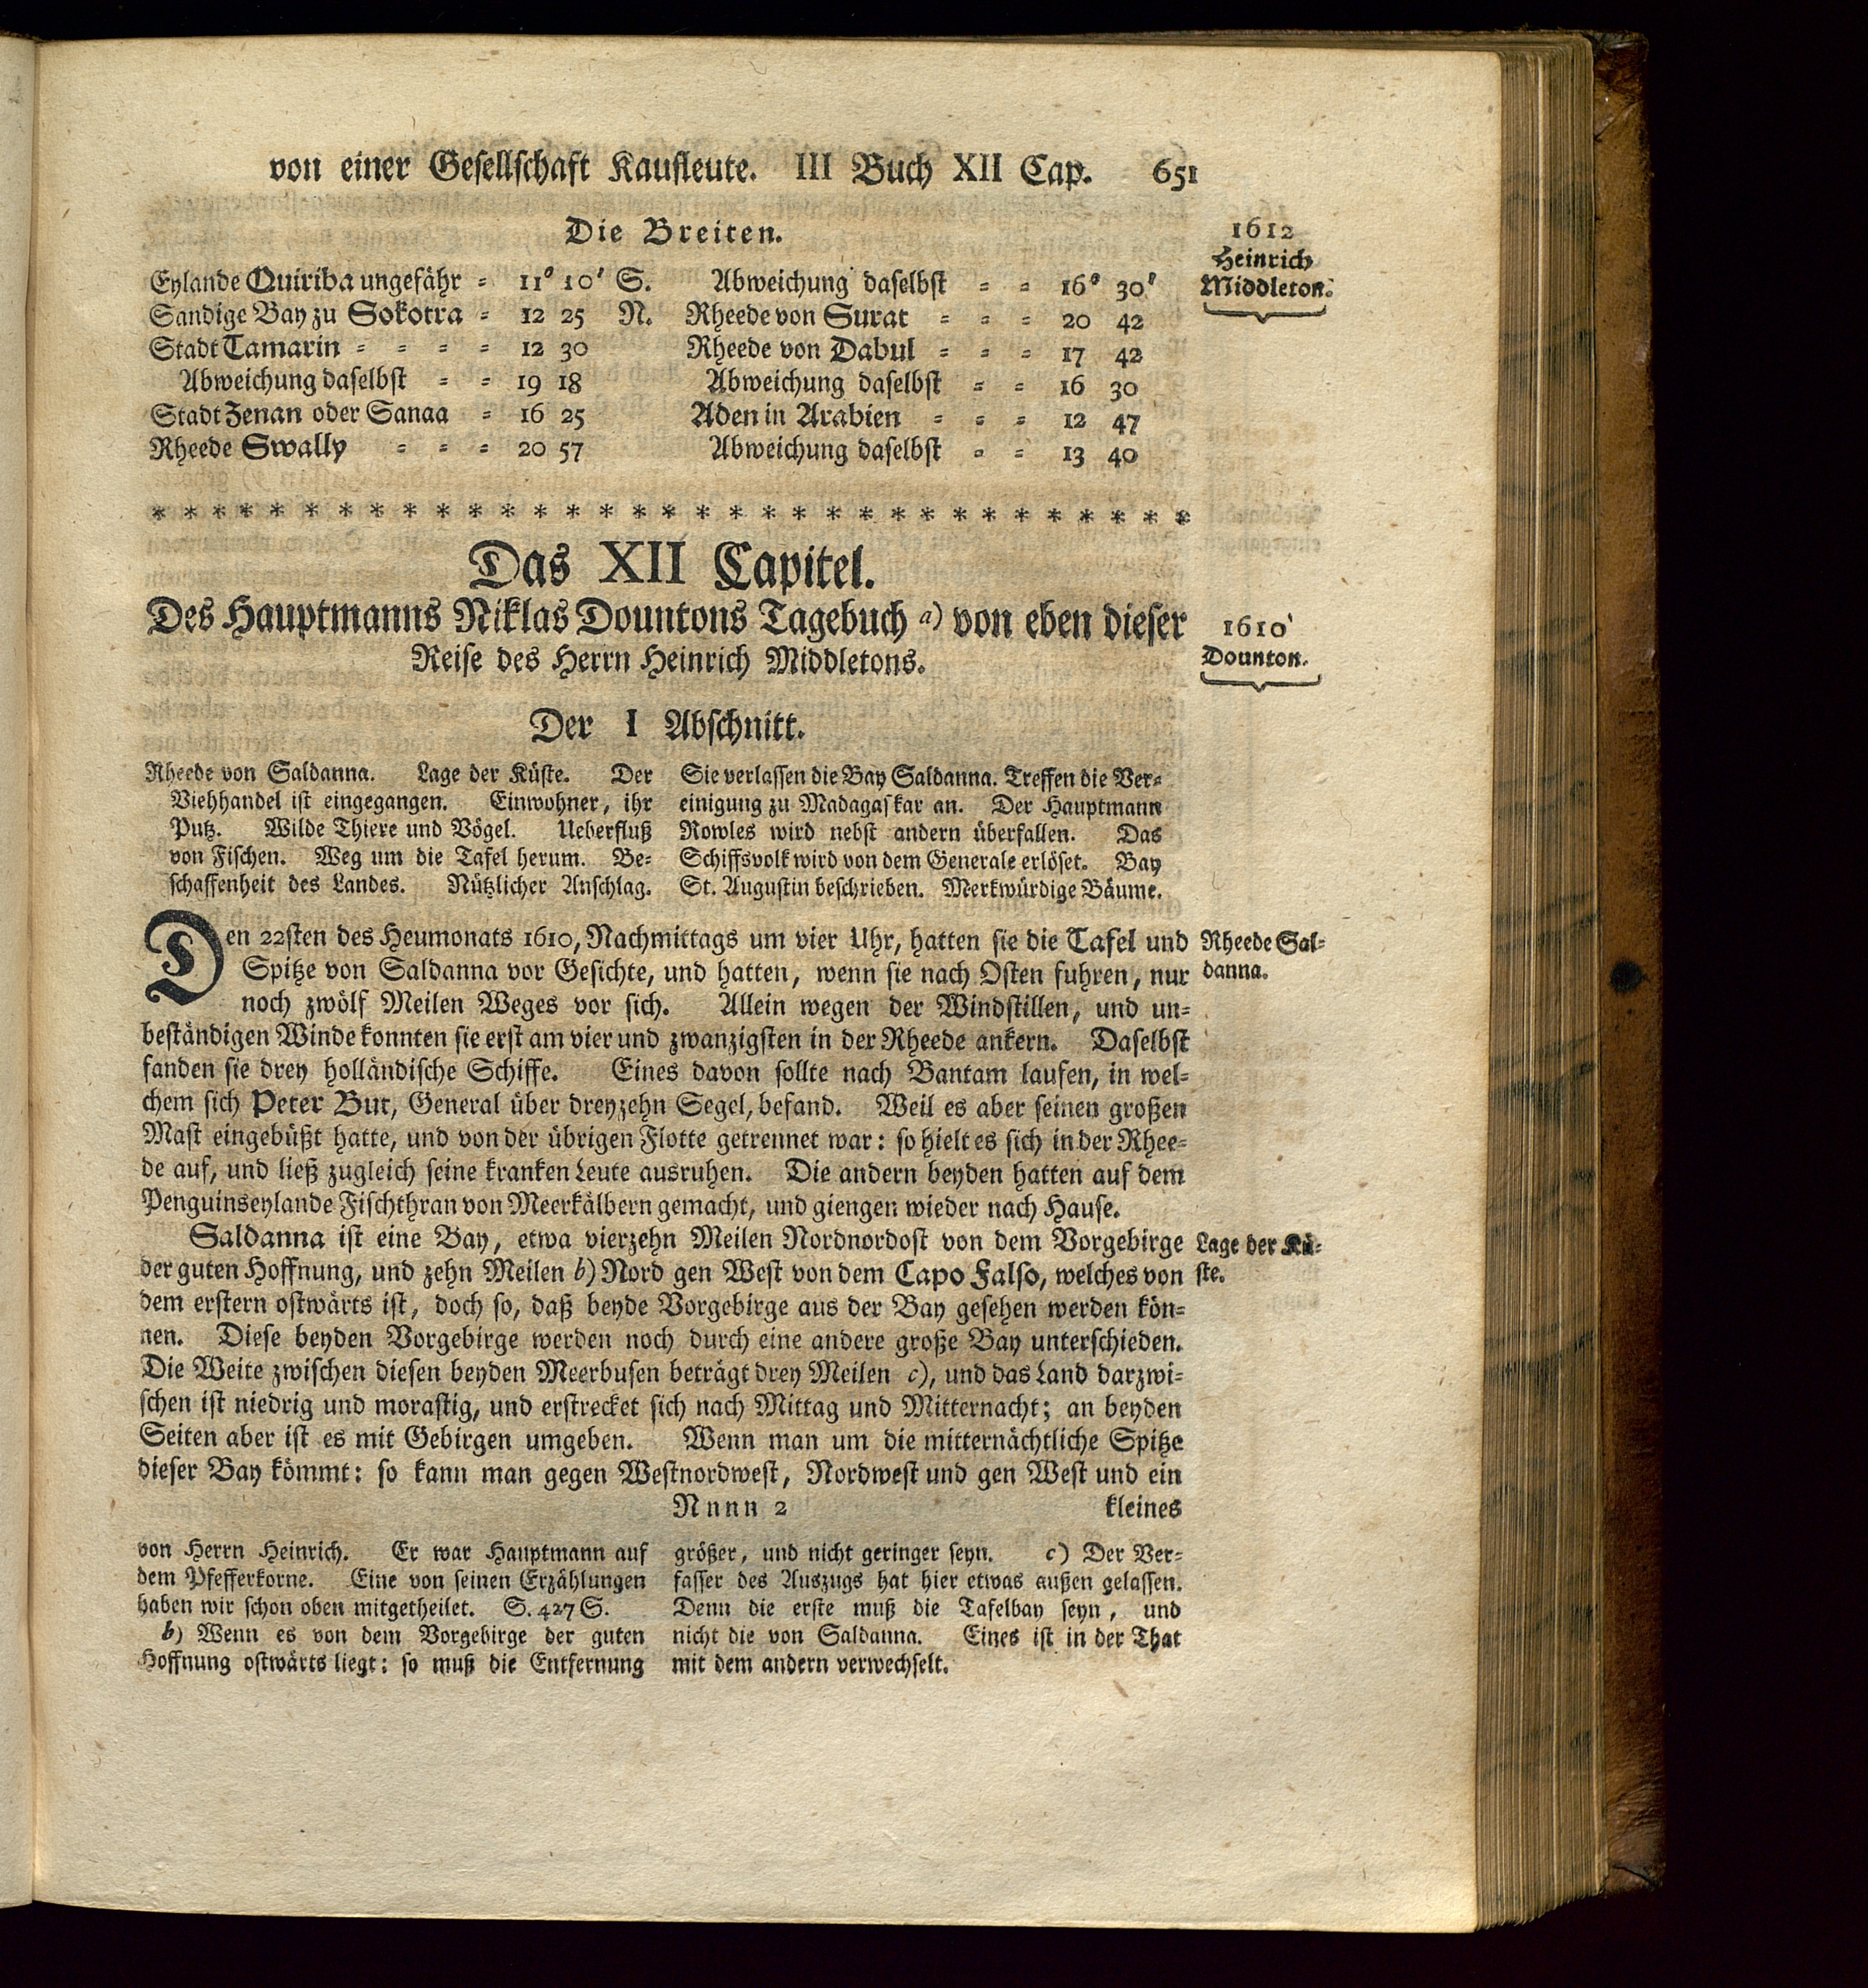 von einer Gesellschaft Kaufleute. III Buch XII Cap. 651
Die Breiten.
Eylande Quiriba ungefähr = 11° 10' S.
Sandige Bay zu Sokotra = 12 25 N.
Stadt Tamarin = = = = 12 30
Abweichung daselbst = = 19 18
Stadt Zenan oder Sanaa = 16 25
Rheede Swally = = = 20 57
Abweichung daselbst = = 16° 30'
Rheede von Surat = = = 20 42
Rheede von Dabul = = = 17 42
Abweichung daselbst = = 16 30
Aden in Arabien = = = 12 47
Abweichung daselbst = = 13 40
1612
Heinrich
Middleton.
* * * * * * * * * * * * * * * * * * * * * * * * * * * * * * * * *
Das XII Capitel.
Des Hauptmanns Niklas Dountons Tagebuch a) von eben dieser
Reise des Herrn Heinrich Middletons.
1610
Dounton.
Der I Abschnitt.
Rheede von Saldanna. Lage der Küste. Der
Viehhandel ist eingegangen. Einwohner, ihr
Putz. Wilde Thiere und Vögel. Ueberfluß
von Fischen. Weg um die Tafel herum. Be=
schaffenheit des Landes. Nützlicher Anschlag.
Sie verlassen die Bay Saldanna. Treffen die Ver=
einigung zu Madagaskar an. Der Hauptmann
Rowles wird nebst andern überfallen. Das
Schiffsvolk wird von dem Generale erlöset. Bay
St. Augustin beschrieben. Merkwürdige Bäume.
Den 22sten des Heumonats 1610, Nachmittags um vier Uhr, hatten sie die Tafel und
Spitze von Saldanna vor Gesichte, und hatten, wenn sie nach Osten fuhren, nur
noch zwölf Meilen Weges vor sich. Allein wegen der Windstillen, und un=
beständigen Winde konnten sie erst am vier und zwanzigsten in der Rheede ankern. Daselbst
fanden sie drey holländische Schiffe. Eines davon sollte nach Bantam laufen, in wel=
chem sich Peter But, General über dreyzehn Segel, befand. Weil es aber seinen großen
Mast eingebüßt hatte, und von der übrigen Flotte getrennet war: so hielt es sich in der Rhee=
de auf, und ließ zugleich seine kranken Leute ausruhen. Die andern beyden hatten auf dem
Penguinseylande Fischthran von Meerkälbern gemacht, und giengen wieder nach Hause.
Rheede Sal=
danna.
Saldanna ist eine Bay, etwa vierzehn Meilen Nordnordost von dem Vorgebirge
der guten Hoffnung, und zehn Meilen b) Nord gen West von dem Capo Falso, welches von
dem erstern ostwärts ist, doch so, daß beyde Vorgebirge aus der Bay gesehen werden kön=
nen. Diese beyden Vorgebirge werden noch durch eine andere große Bay unterschieden.
Die Weite zwischen diesen beyden Meerbusen beträgt drey Meilen c), und das Land darzwi=
schen ist niedrig und morastig, und erstrecket sich nach Mittag und Mitternacht; an beyden
Seiten aber ist es mit Gebirgen umgeben. Wenn man um die mitternächtliche Spitze
dieser Bay kömmt: so kann man gegen Westnordwest, Nordwest und gen West und ein
Lage der Kü=
ste.
Nnnn 2 kleines
von Herrn Heinrich. Er war Hauptmann auf
dem Pfefferkorne. Eine von seinen Erzählungen
haben wir schon oben mitgetheilet. S. 427 S.
b) Wenn es von dem Vorgebirge der guten
Hoffnung ostwärts liegt: so muß die Entfernung
größer, und nicht geringer seyn. c) Der Ver=
fasser des Auszugs hat hier etwas außen gelassen.
Denn die erste muß die Tafelbay seyn, und
nicht die von Saldanna. Eines ist in der That
mit dem andern verwechselt.